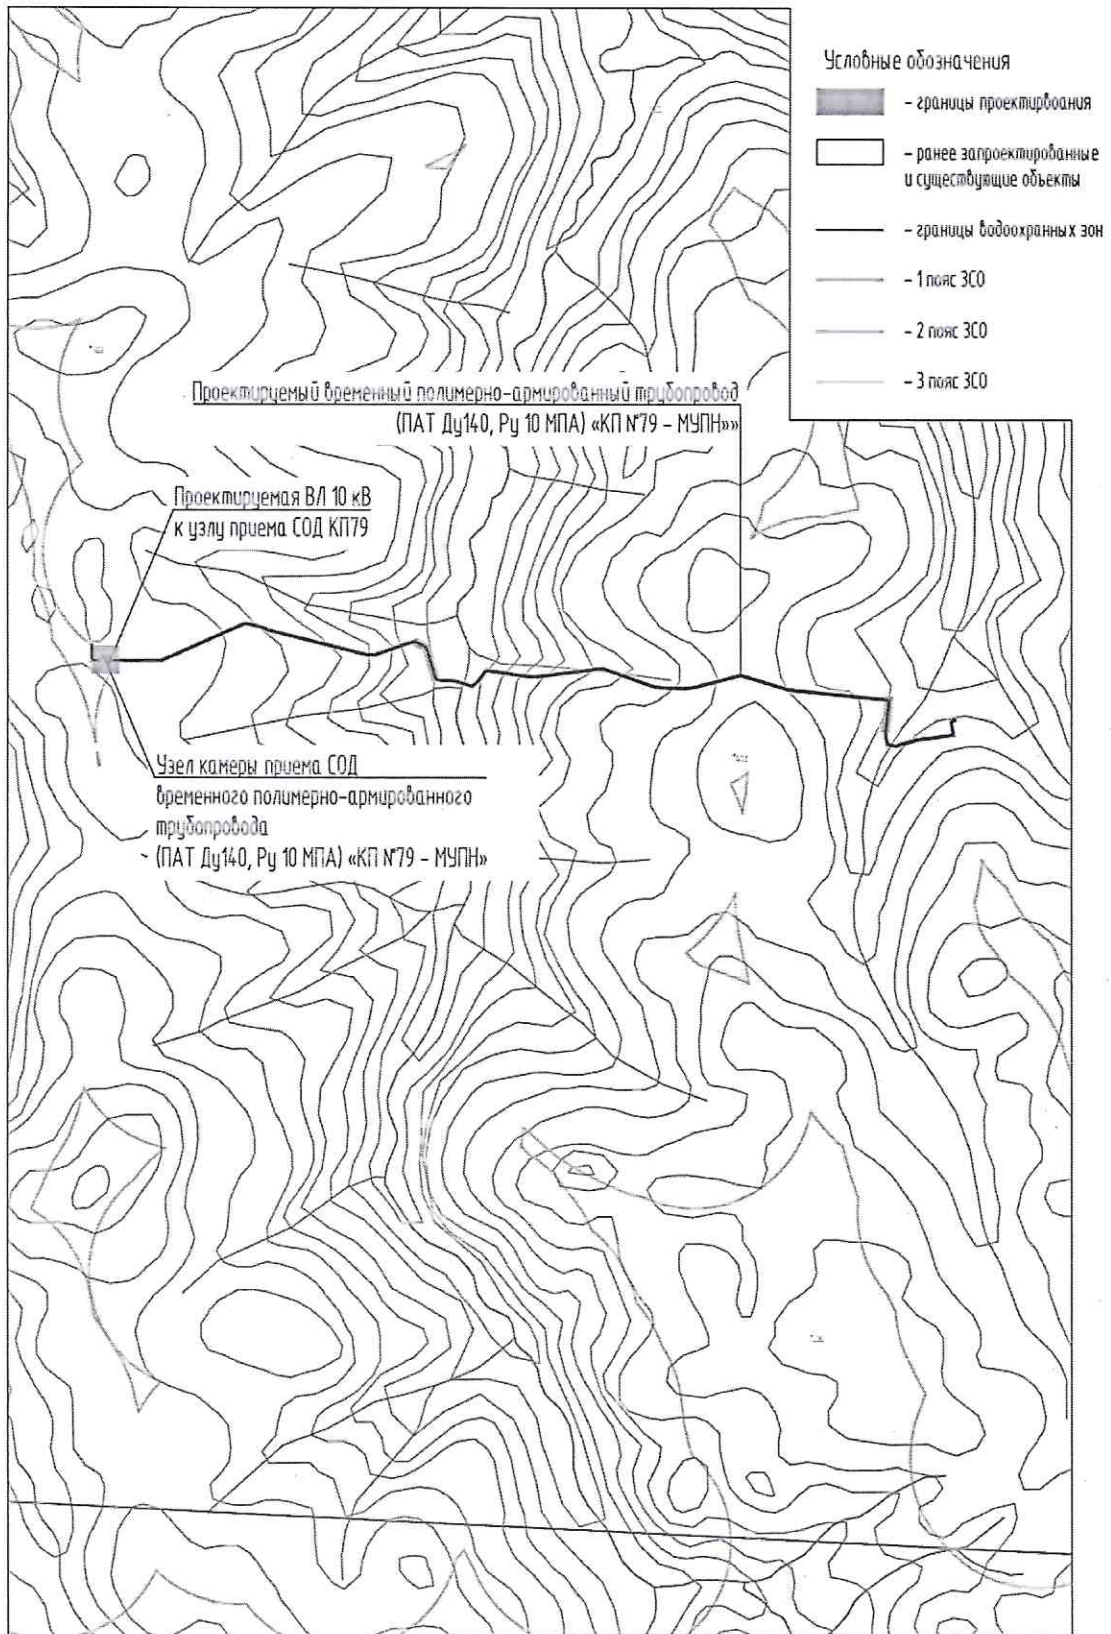 Условные обозначения
- границы проектирвоания
- ранее запроектированные
и существующие объекты
- границы водоохранных зон
- 1 пояс ЗСО
- 2 пояс ЗСО
- 3 пояс ЗСО
Проектируемый временный полимерно-армированный трубопровод
(ПАТ Ду140, Ру 10 МПА) «КП №79 - МУПН»»
Проектируемая ВЛ 10 кВ
к узлу приема СОД КП79
Узел камеры приема СОД
временного полимерно-армированного
трубопровода
(ПАТ Ду140, Ру 10 МПА) «КП №79 - МУПН»